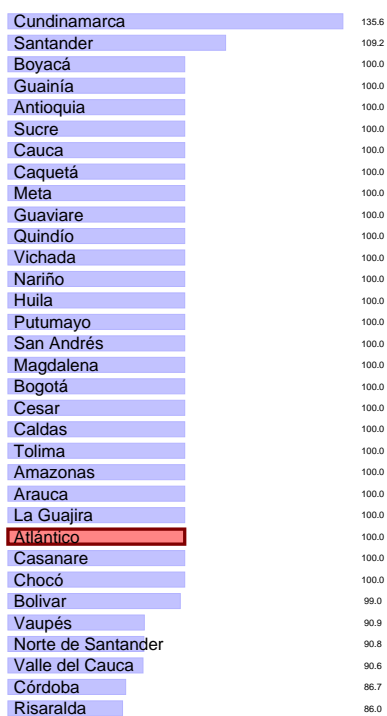 Cundinamarca 135.6
Santander 109.2
Boyacá 100.0
Guainía 100.0
Antioquia 100.0
Sucre 100.0
Cauca 100.0
Caquetá 100.0
Meta 100.0
Guaviare 100.0
Quindío 100.0
Vichada 100.0
Nariño 100.0
Huila 100.0
Putumayo 100.0
San Andrés 100.0
Magdalena 100.0
Bogotá 100.0
Cesar 100.0
Caldas 100.0
Tolima 100.0
Amazonas 100.0
Arauca 100.0
La Guajira 100.0
Atlántico 100.0
Casanare 100.0
Chocó 100.0
Bolivar 99.0
Vaupés 90.9
Norte de Santander 90.8
Valle del Cauca 90.6
Córdoba 86.7
Risaralda 86.0